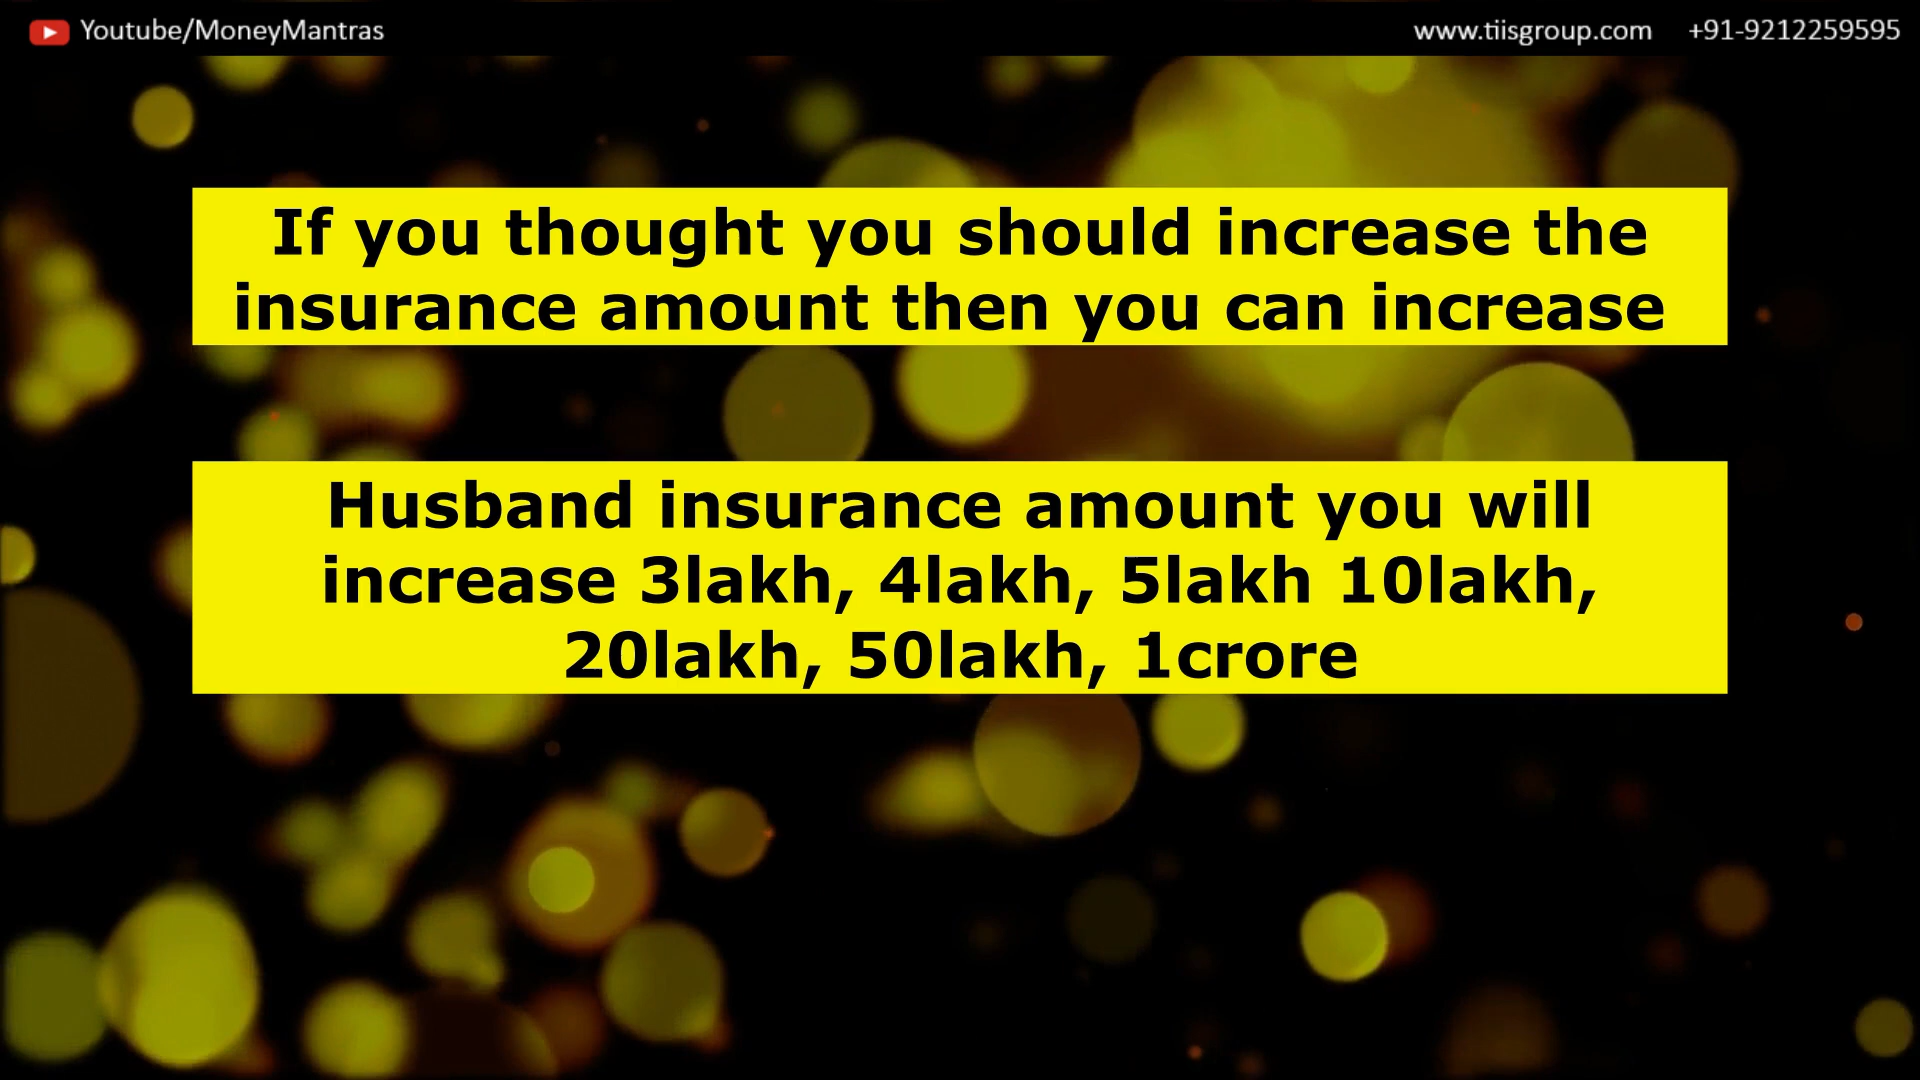 Youtube/MoneyMantras
www.tiisgroup.com +91-9212259595
If you thought you should increase the
insurance amount then you can increase
Husband insurance amount you will
increase 3lakh, 4lakh, 5lakh 10lakh,
20lakh, 50lakh, 1crore